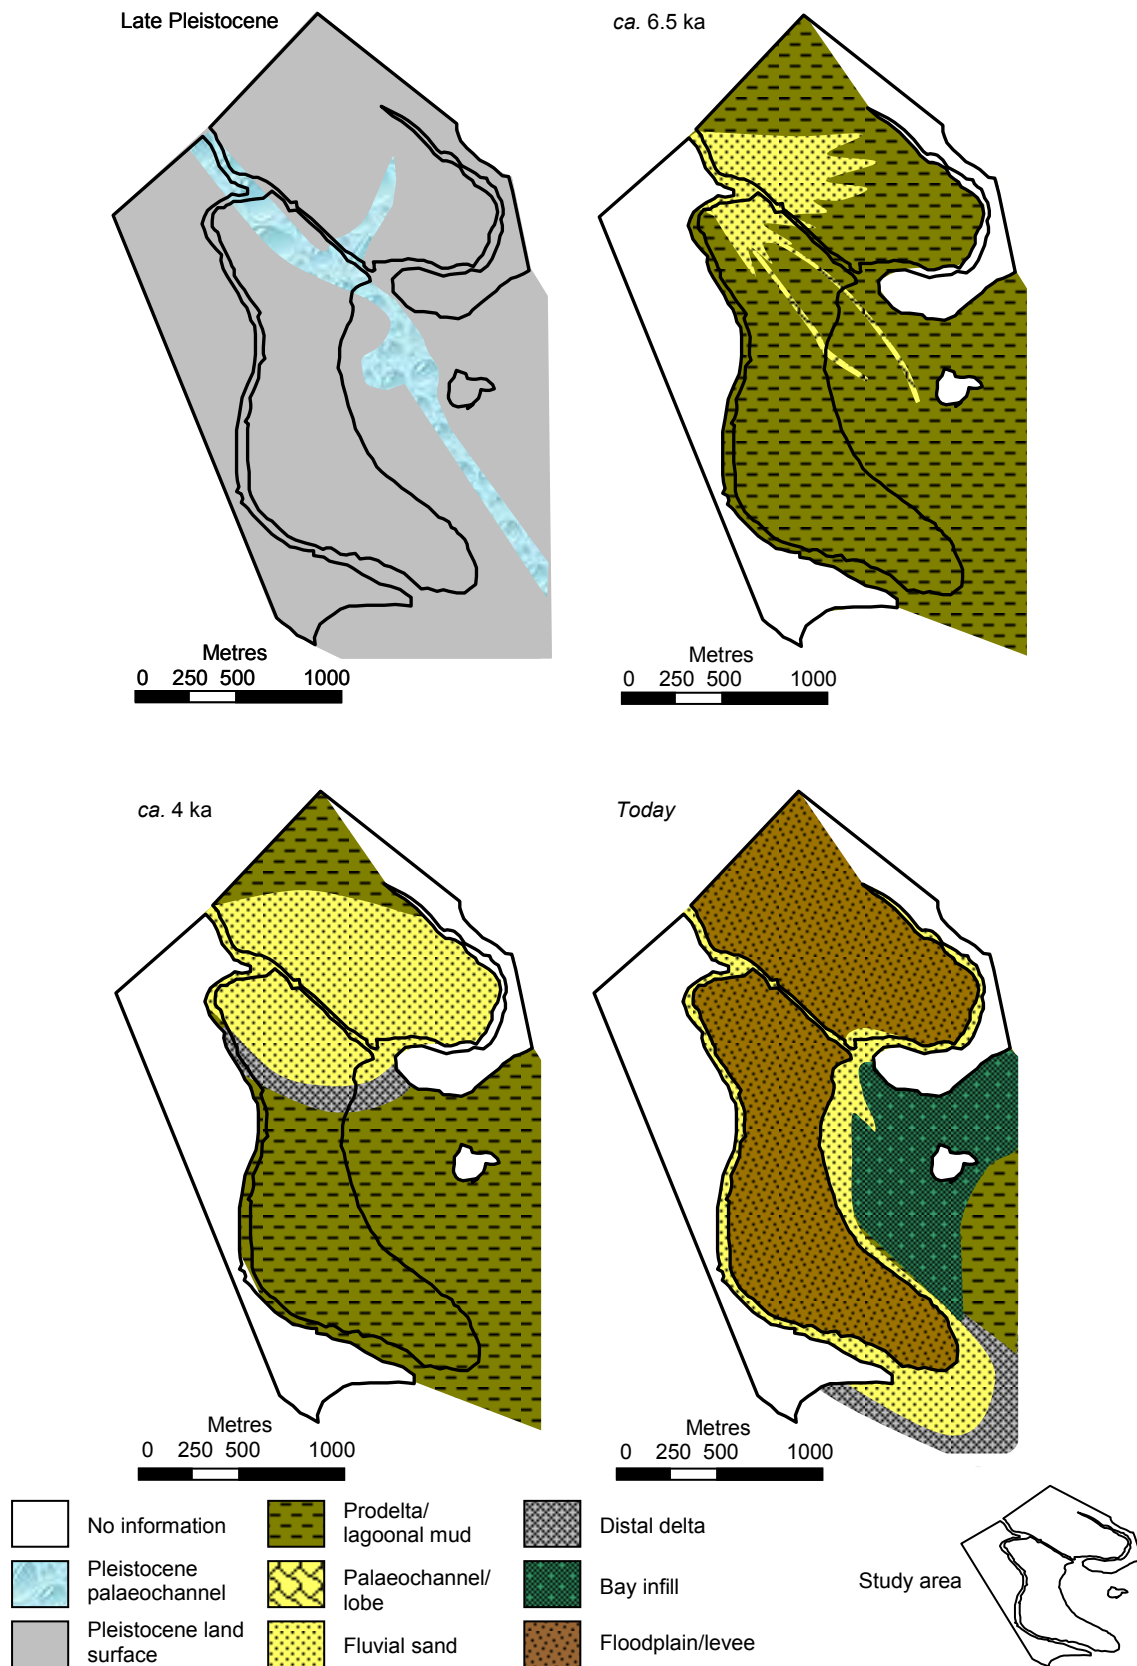 Late Pleistocene
ca. 6.5 ka
Metres
0 250 500 1000
Metres
0 250 500 1000
ca. 4 ka
Today
Metres
0 250 500 1000
Metres
0 250 500 1000
No information
Prodelta/
lagoonal mud
Distal delta
Pleistocene
palaeochannel
Palaeochannel/
lobe
Bay infill
Study area
Pleistocene land
surface
Fluvial sand
Floodplain/levee